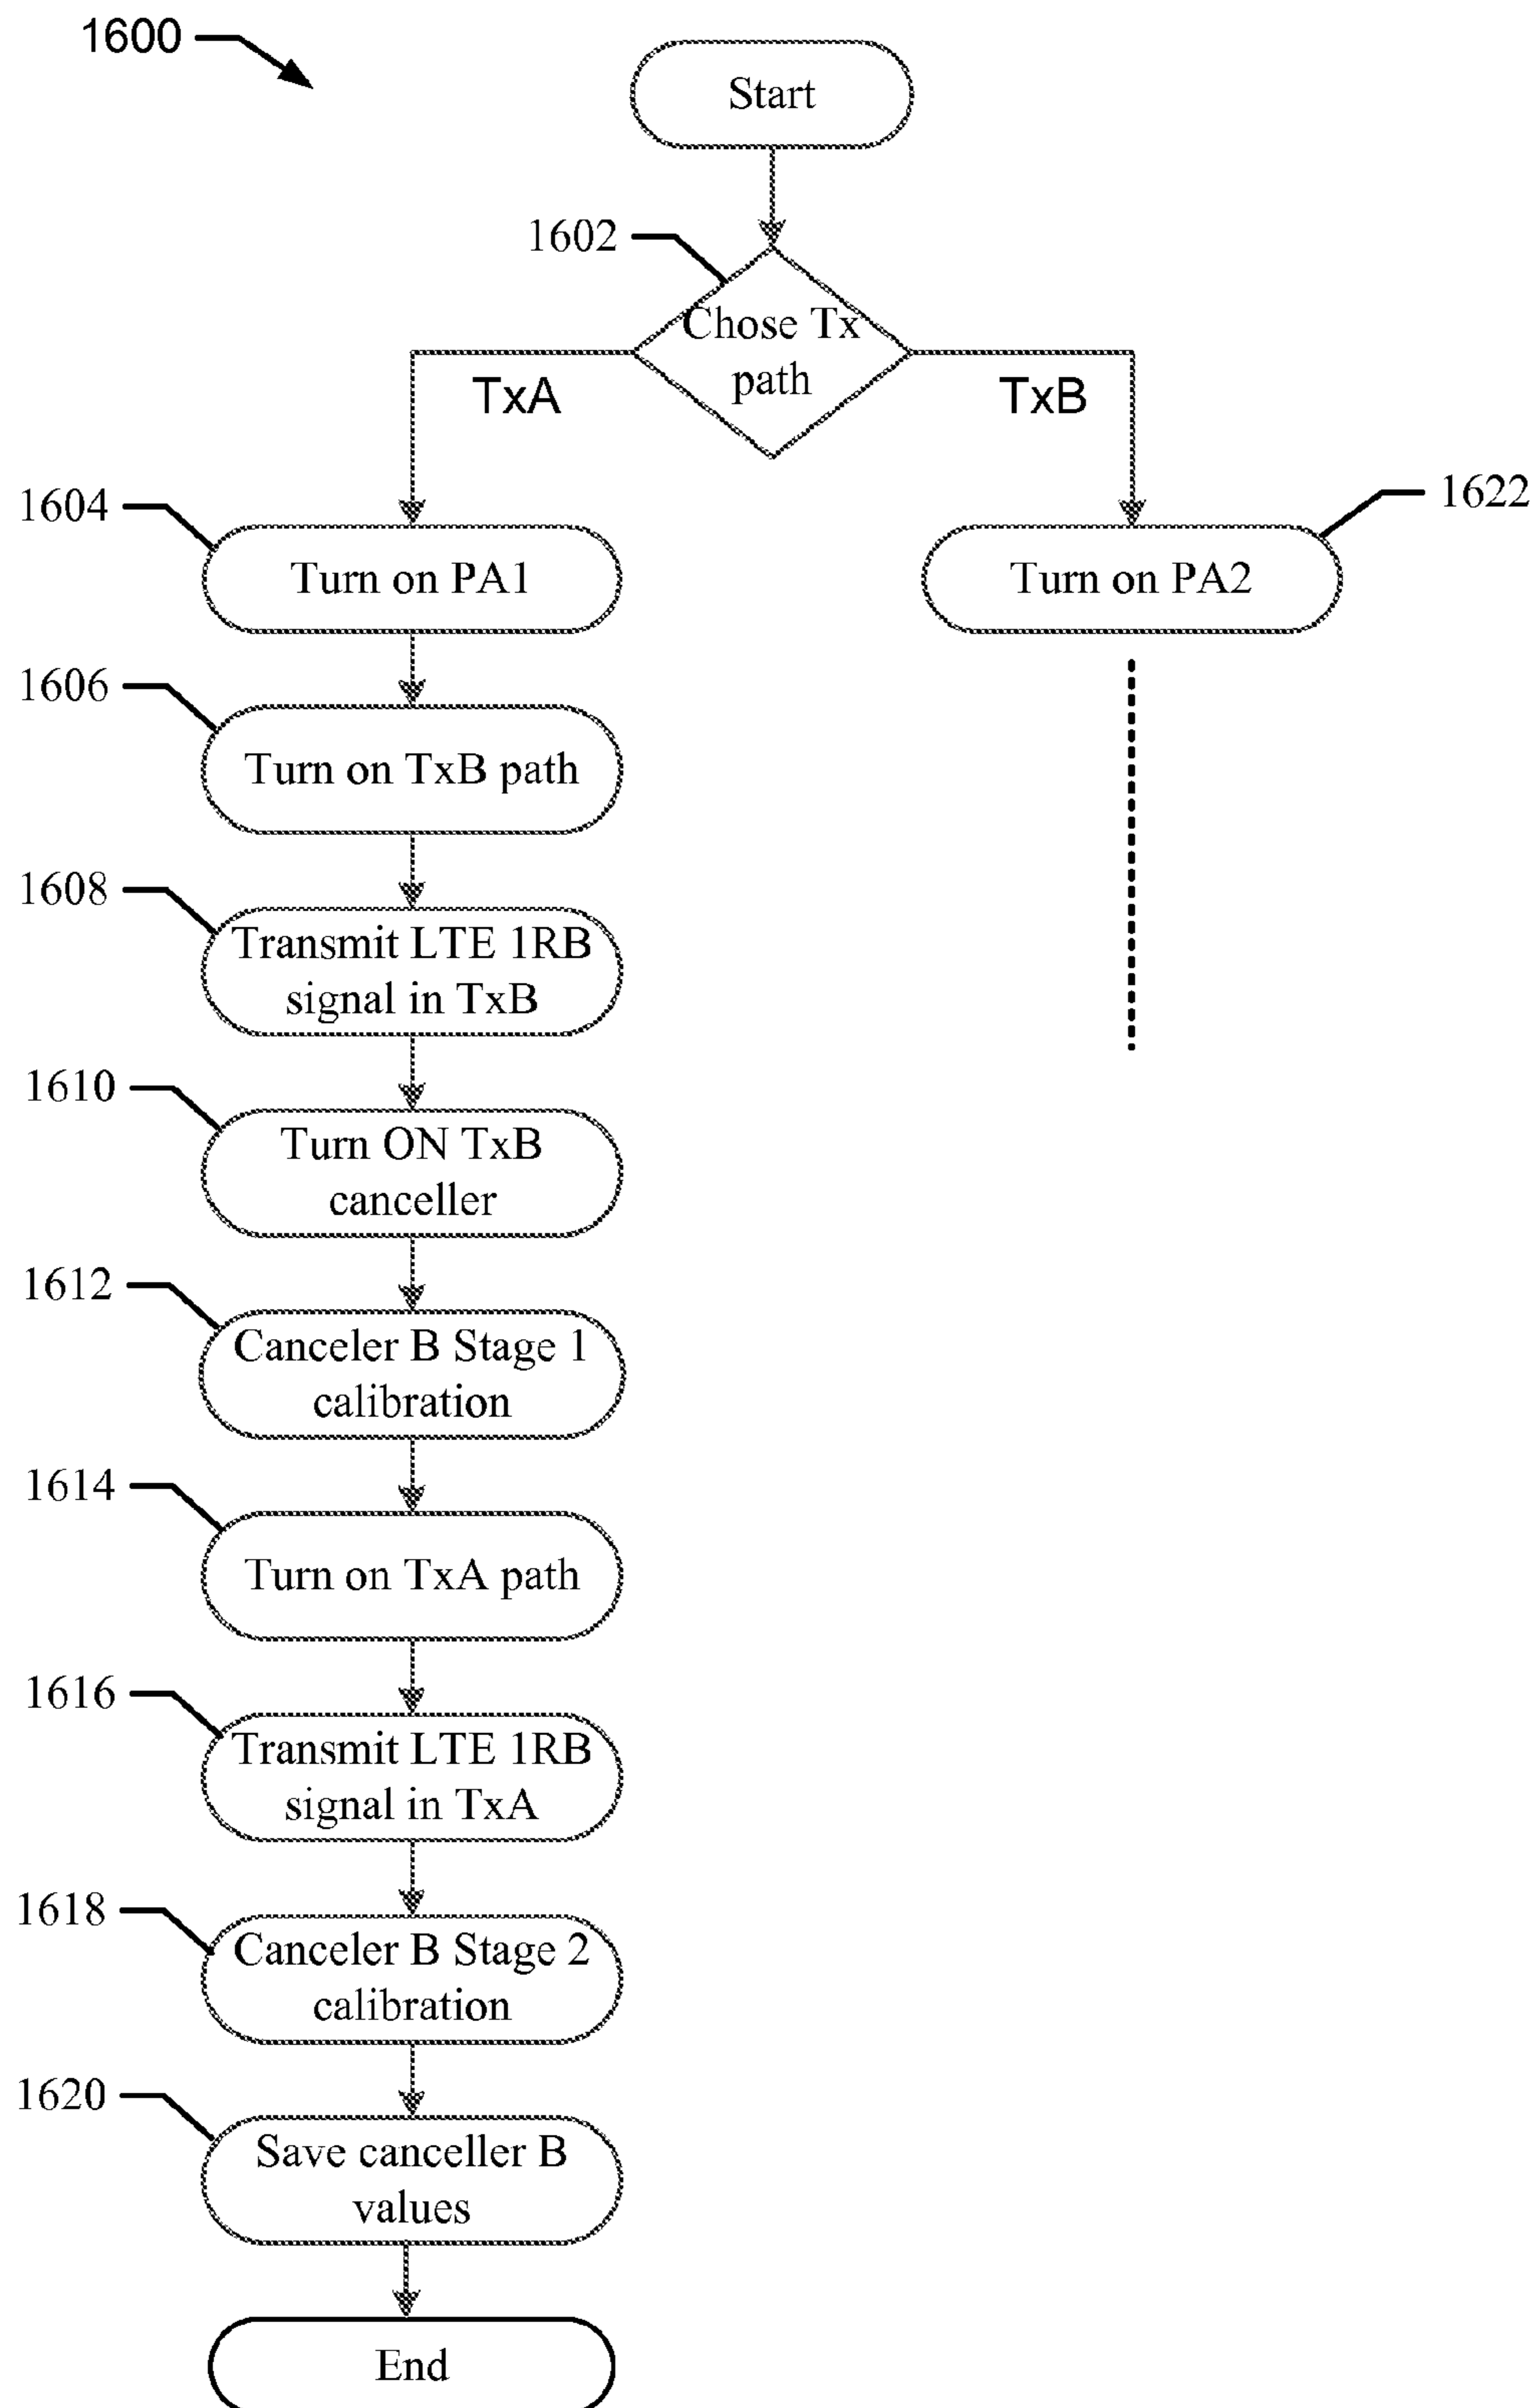 1600
Start
1602
Chose Tx
path
TxA
TxB
1604
1622
Turn on PA1
Turn on PA2
1606
Turn on TxB path
1608
Transmit LTE 1RB
signal in TxB
1610
Turn ON TxB
canceller
1612
Canceler B Stage 1
calibration
1614
Turn on TxA path
1616
Transmit LTE 1RB
signal in TxA
1618
Canceler B Stage 2
calibration
1620
Save canceller B
values
End